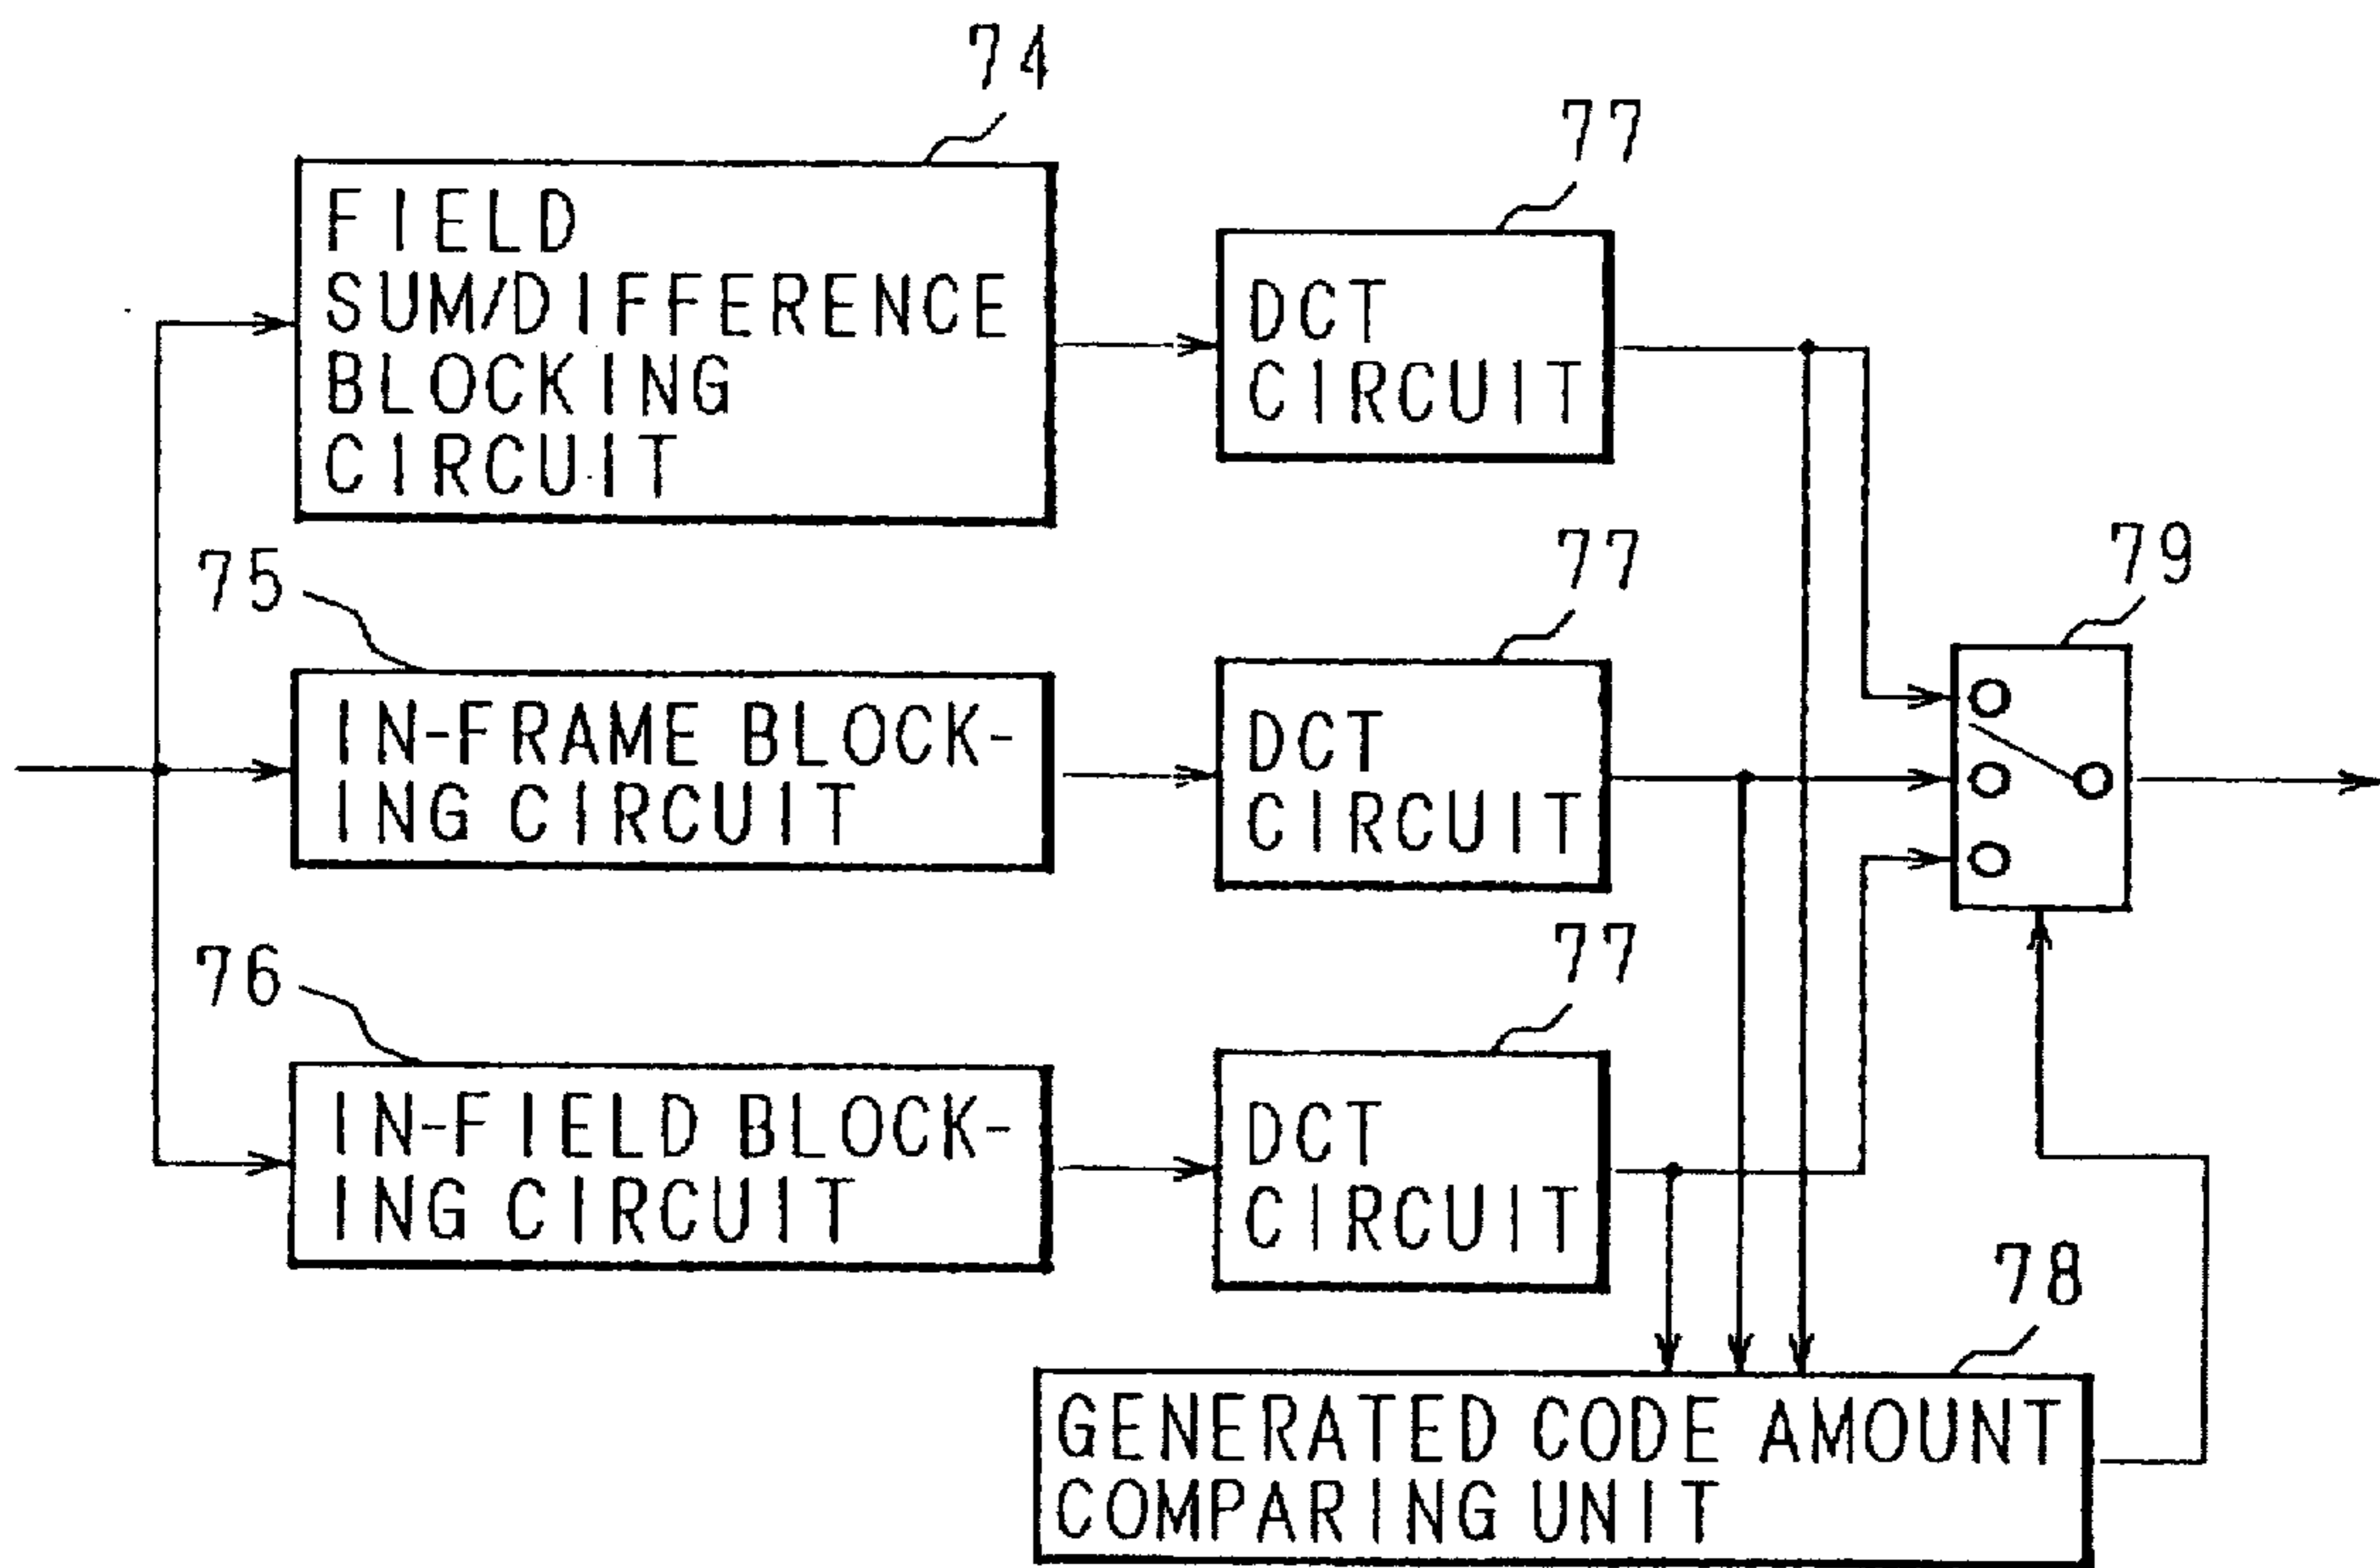 74
FIELD
SUM/DIFFERENCE
BLOCKING
CIRCUIT
77
DCT
CIRCUIT
75
IN-FRAME BLOCK-
ING CIRCUIT
77
DCT
CIRCUIT
79
76
IN-FIELD BLOCK-
ING CIRCUIT
77
DCT
CIRCUIT
78
GENERATED CODE AMOUNT
COMPARING UNIT